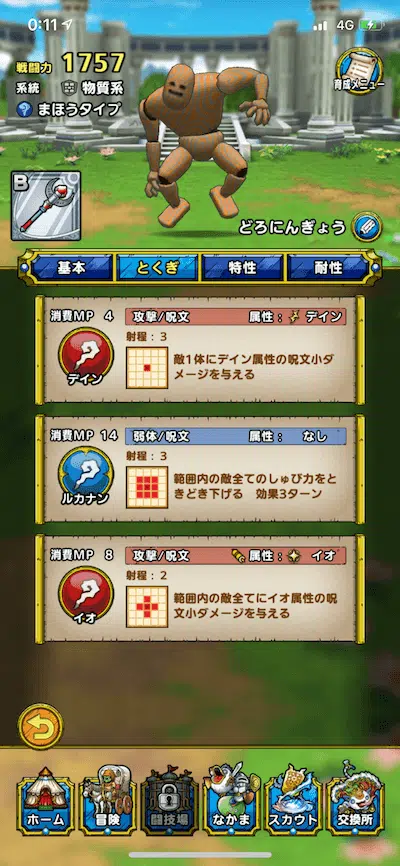 0:11
4G
戦闘力 1757
系統 物質系
まほうタイプ
育成メニュー
B
どろにんぎょう
基本 とくぎ 特性 耐性
消費MP 4 攻撃/呪文 属性: デイン
射程: 3
デイン
敵1体にデイン属性の呪文小ダ
メージを与える
消費MP 14 弱体/呪文 属性: なし
射程: 3
ルカナン
範囲内の敵全てのしゅび力をと
きどき下げる 効果3ターン
消費MP 8 攻撃/呪文 属性: イオ
射程: 2
イオ
範囲内の敵全てにイオ属性の呪
文小ダメージを与える
ホーム 冒険 闘技場 なかま スカウト 交換所